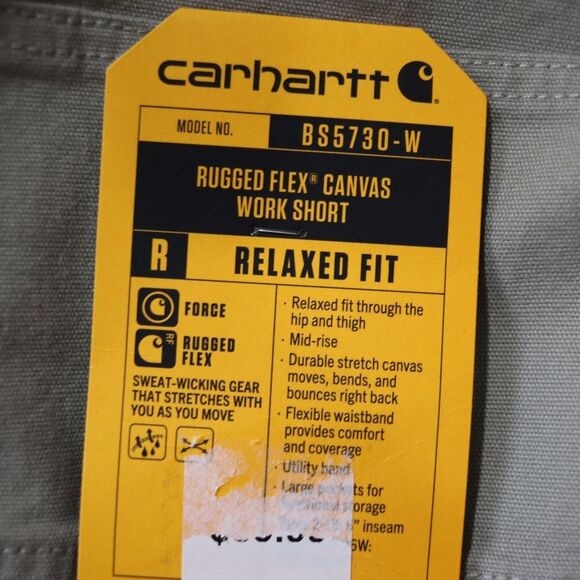 carhartt
MODEL NO. BS5730-W
RUGGED FLEX® CANVAS
WORK SHORT
R RELAXED FIT
FORCE
RF
RUGGED
FLEX
SWEAT-WICKING GEAR
THAT STRETCHES WITH
YOU AS YOU MOVE
· Relaxed fit through the
hip and thigh
· Mid-rise
· Durable stretch canvas
moves, bends, and
bounces right back
· Flexible waistband
provides comfort
and coverage
· Utility band
· Large pockets for
storage
inseam
6W: